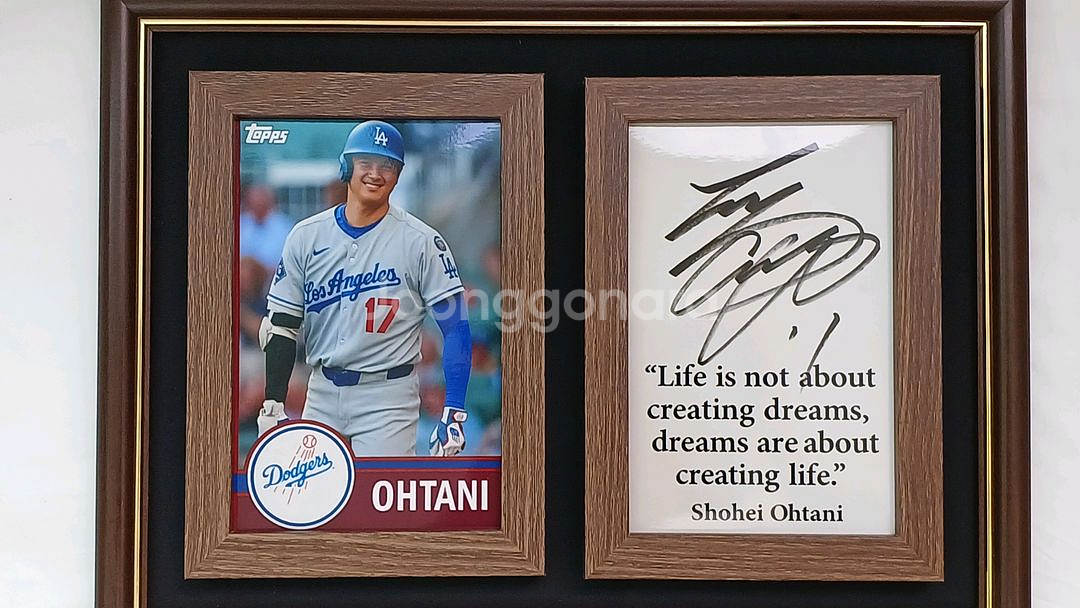 Topps
LA
LA
Los Angeles
17
Dodgers
OHTANI
Joonggonara
“Life is not about
creating dreams,
dreams are about
creating life.”
Shohei Ohtani